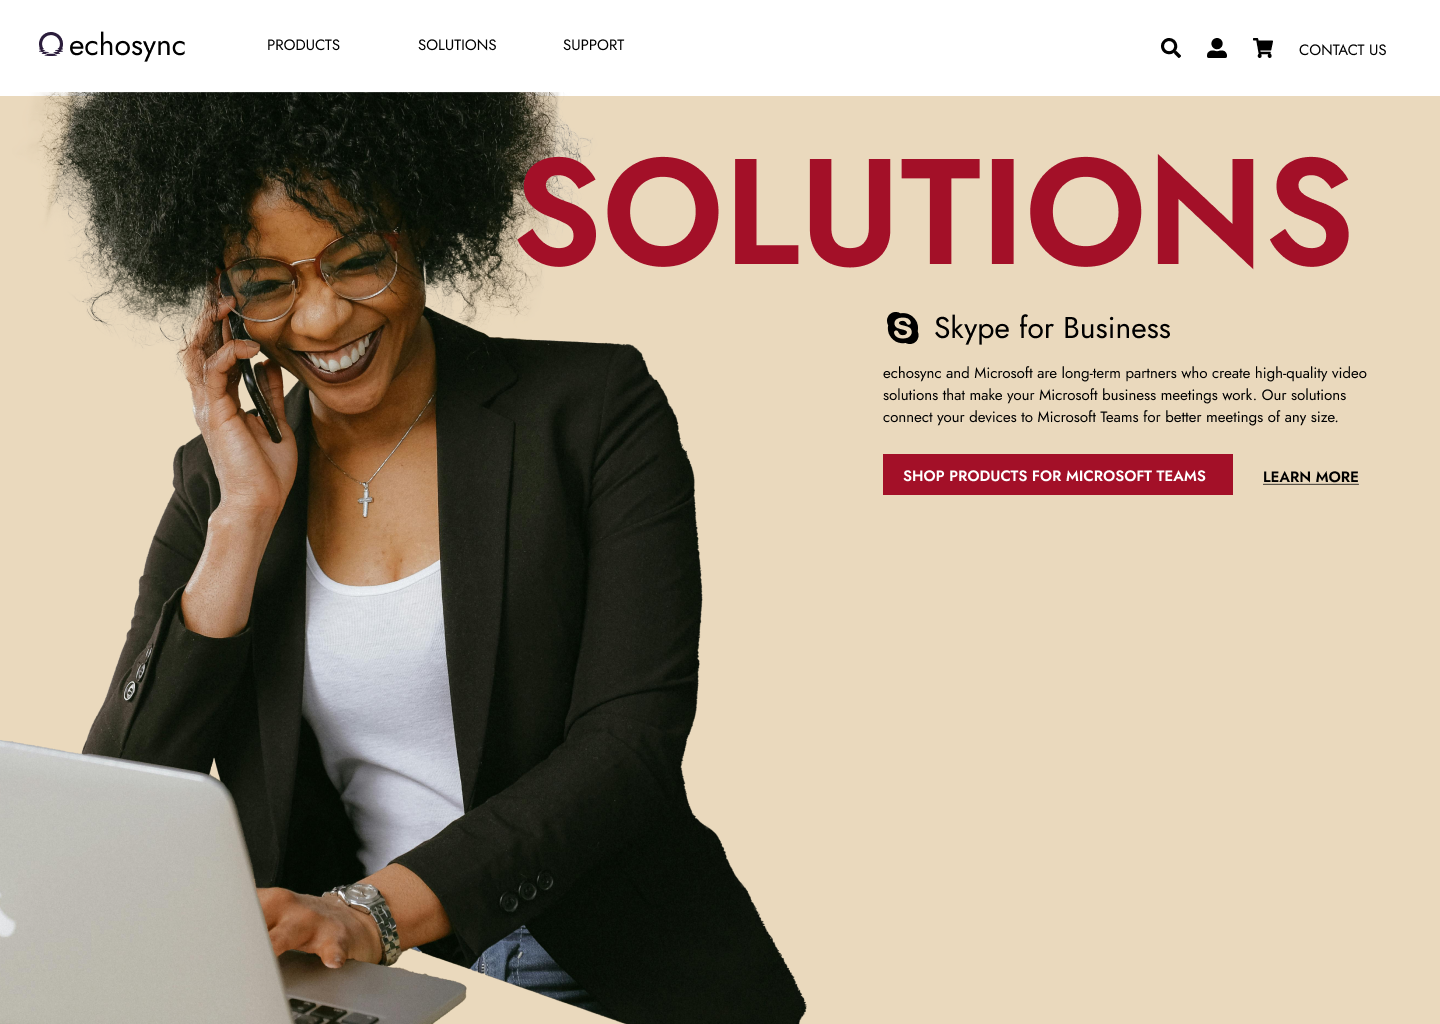 echosync
PRODUCTS
SOLUTIONS
SUPPORT
CONTACT US
SOLUTIONS
Skype for Business
echosync and Microsoft are long-term partners who create high-quality video
solutions that make your Microsoft business meetings work. Our solutions
connect your devices to Microsoft Teams for better meetings of any size.
SHOP PRODUCTS FOR MICROSOFT TEAMS
LEARN MORE